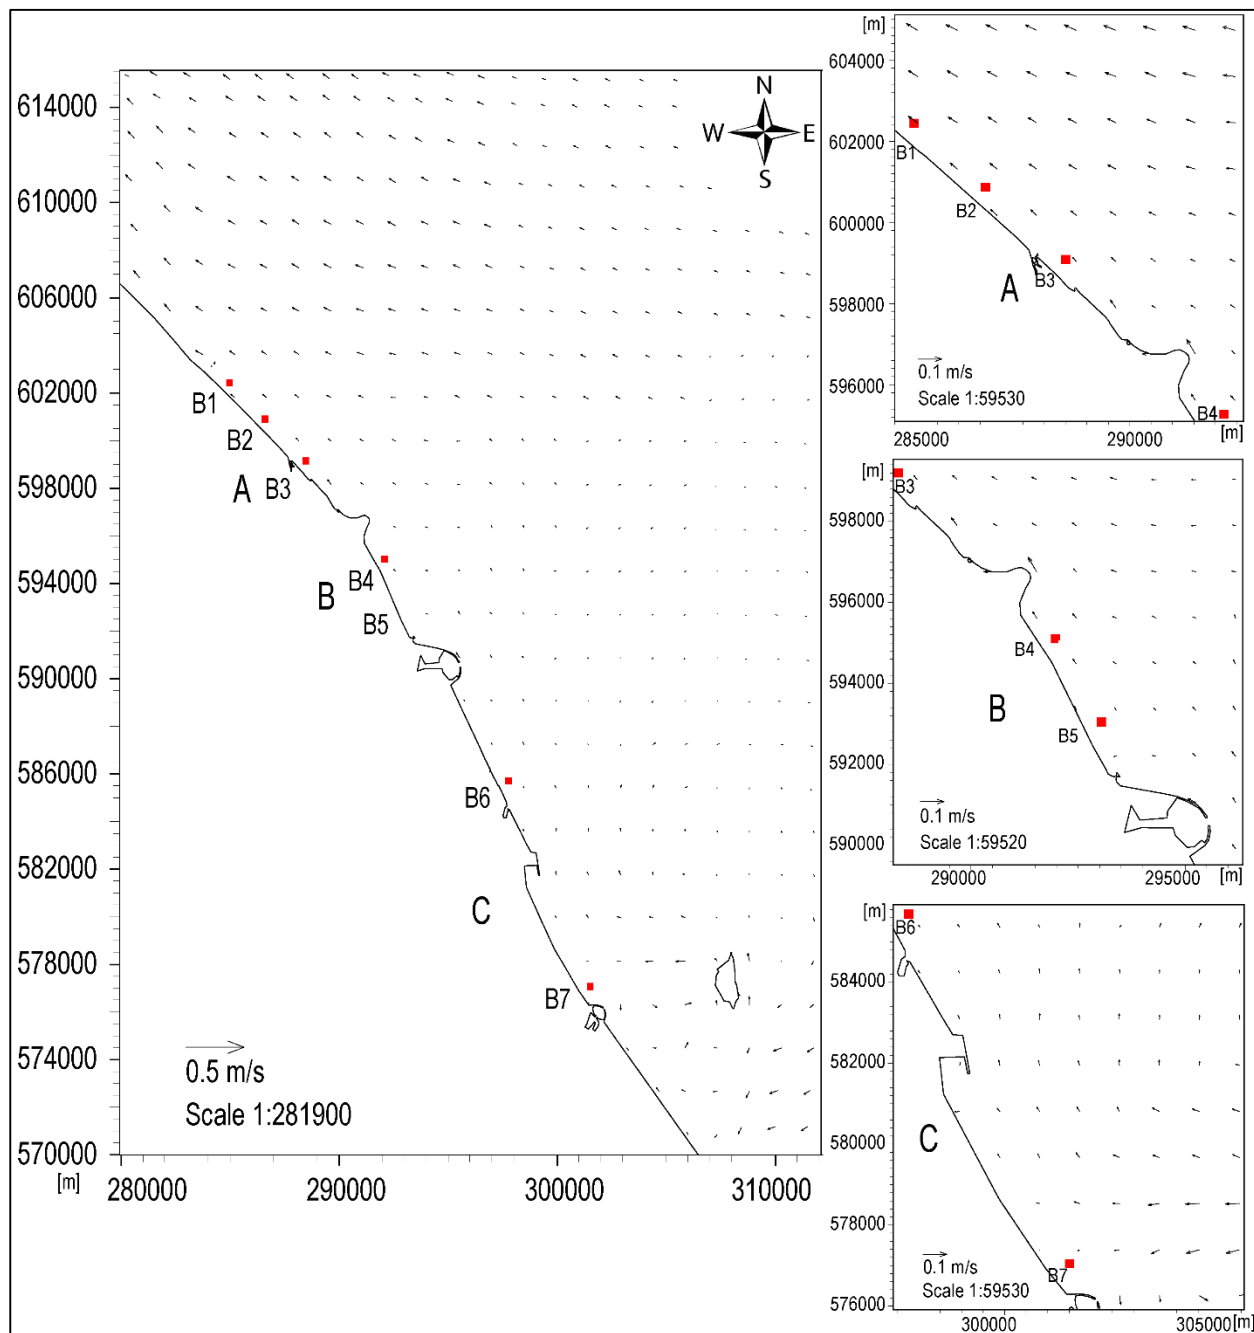 N
W E
S
614000
610000
606000
602000
598000
594000
590000
586000
582000
578000
574000
570000
[m]
280000 290000 300000 310000
B1
B2
A B3
B4
B
B5
B6
C
B7
0.5 m/s
Scale 1:281900
[m]
604000
602000
600000
598000
596000
B1
B2
B3
A
B4
0.1 m/s
Scale 1:59530
285000 290000 [m]
[m]
598000
596000
594000
592000
590000
B3
B4
B
B5
0.1 m/s
Scale 1:59520
290000 295000 [m]
[m]
584000
582000
580000
578000
576000
B6
C
B7
0.1 m/s
Scale 1:59530
300000 305000 [m]